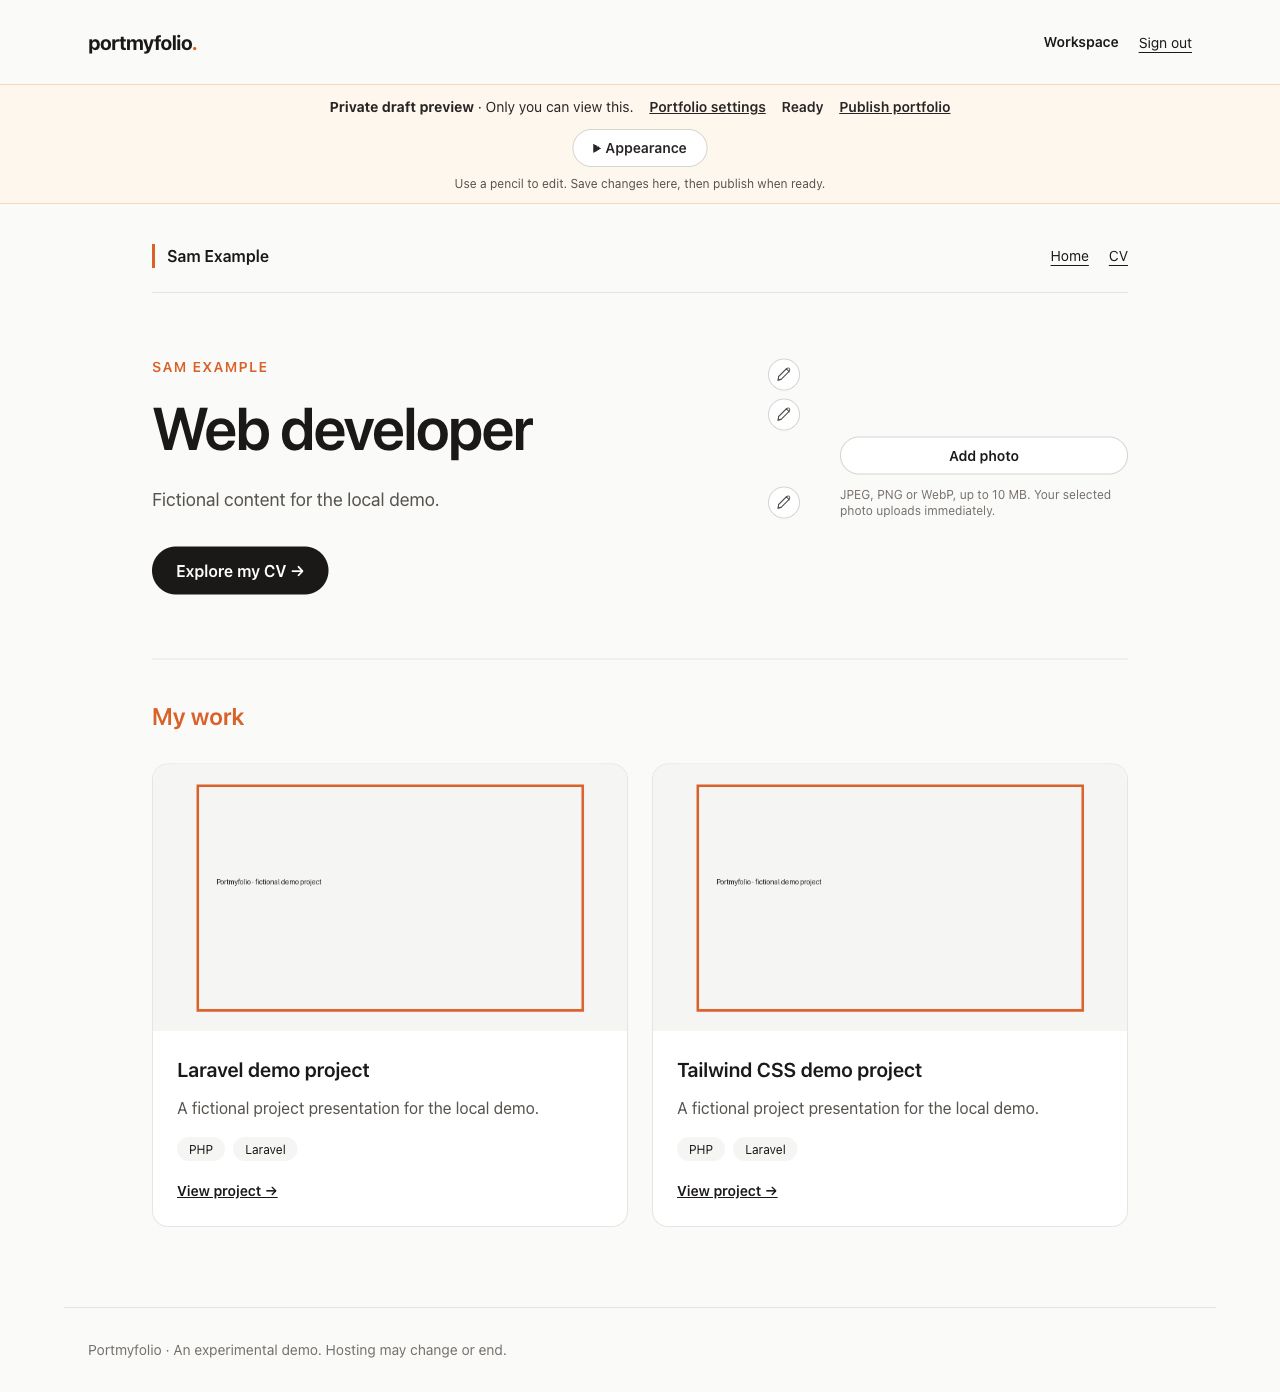 portmyfolio.
Workspace Sign out
Private draft preview · Only you can view this. Portfolio settings Ready Publish portfolio
▶ Appearance
Use a pencil to edit. Save changes here, then publish when ready.
Sam Example
Home CV
SAM EXAMPLE
Web developer
Fictional content for the local demo.
Explore my CV →
Add photo
JPEG, PNG or WebP, up to 10 MB. Your selected
photo uploads immediately.
My work
Portmyfolio · fictional demo project
Laravel demo project
A fictional project presentation for the local demo.
PHP Laravel
View project →
Portmyfolio · fictional demo project
Tailwind CSS demo project
A fictional project presentation for the local demo.
PHP Laravel
View project →
Portmyfolio · An experimental demo. Hosting may change or end.